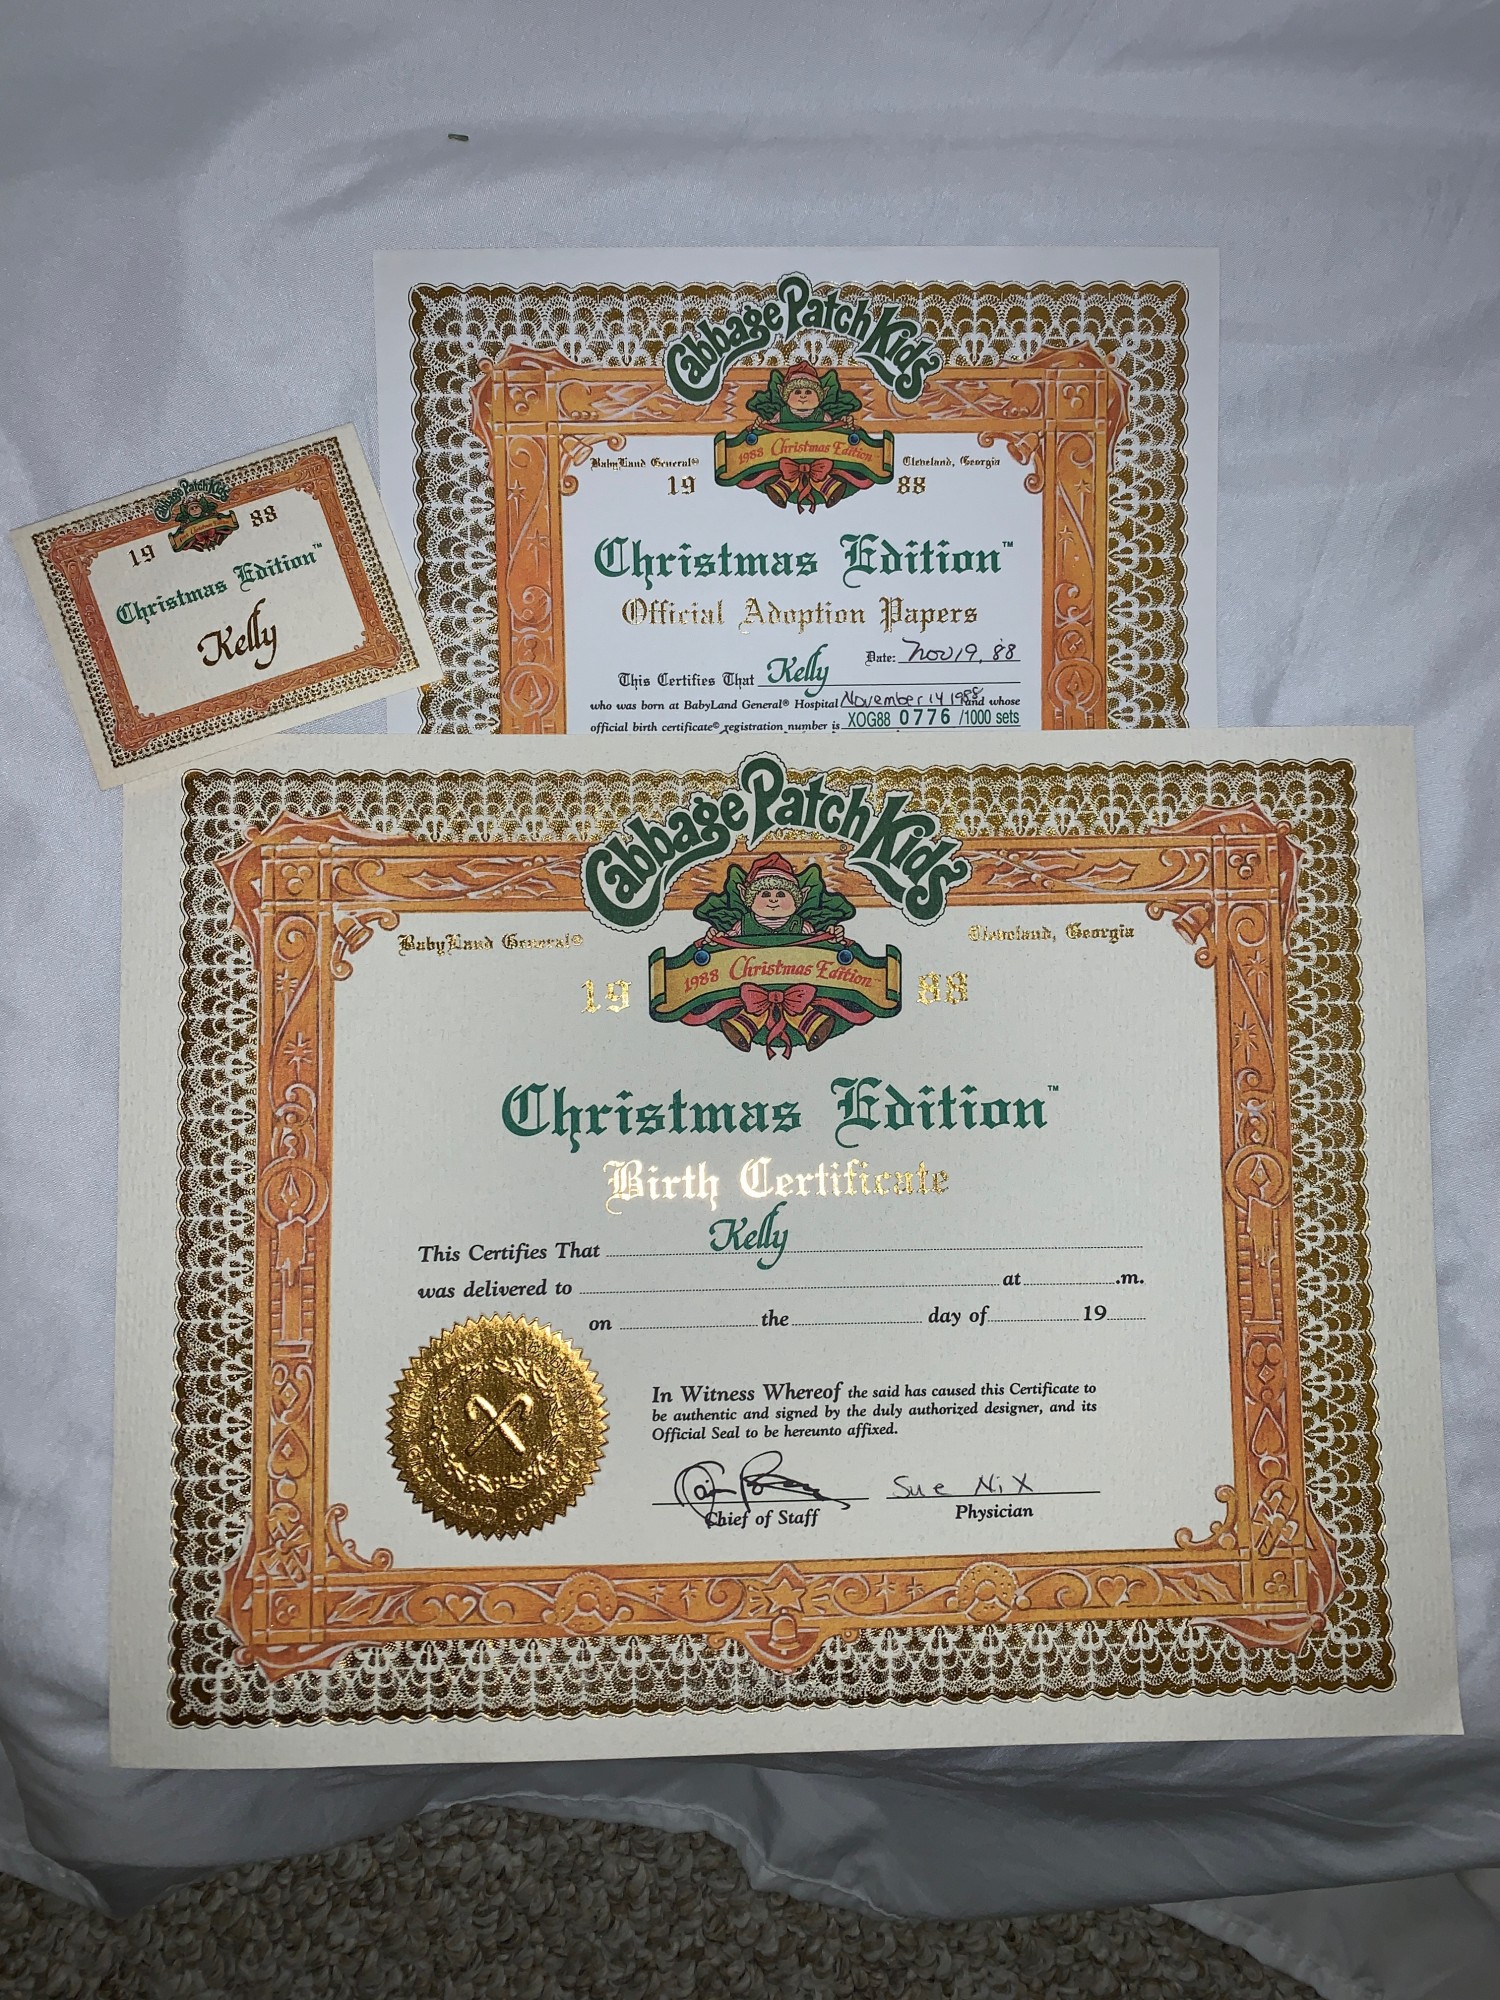 Cabbage Patch Kids
1988 Christmas Edition
BabyLand General® Cleveland, Georgia
19 88
Christmas Edition™
Official Adoption Papers
Date: Nov 19, '88
This Certifies That Kelly
who was born at BabyLand General® Hospital November 14 1988 and whose
official birth certificate® registration number is XOG88 0776 /1000 sets
Cabbage Patch Kids
19 88
Christmas Edition™
Kelly
Cabbage Patch Kids®
1988 Christmas Edition™
BabyLand General® Cleveland, Georgia
19 88
Christmas Edition™
Birth Certificate
This Certifies That Kelly
was delivered to at .m.
on the day of 19
In Witness Whereof the said has caused this Certificate to
be authentic and signed by the duly authorized designer, and its
Official Seal to be hereunto affixed.
Sue Nix
Chief of Staff Physician